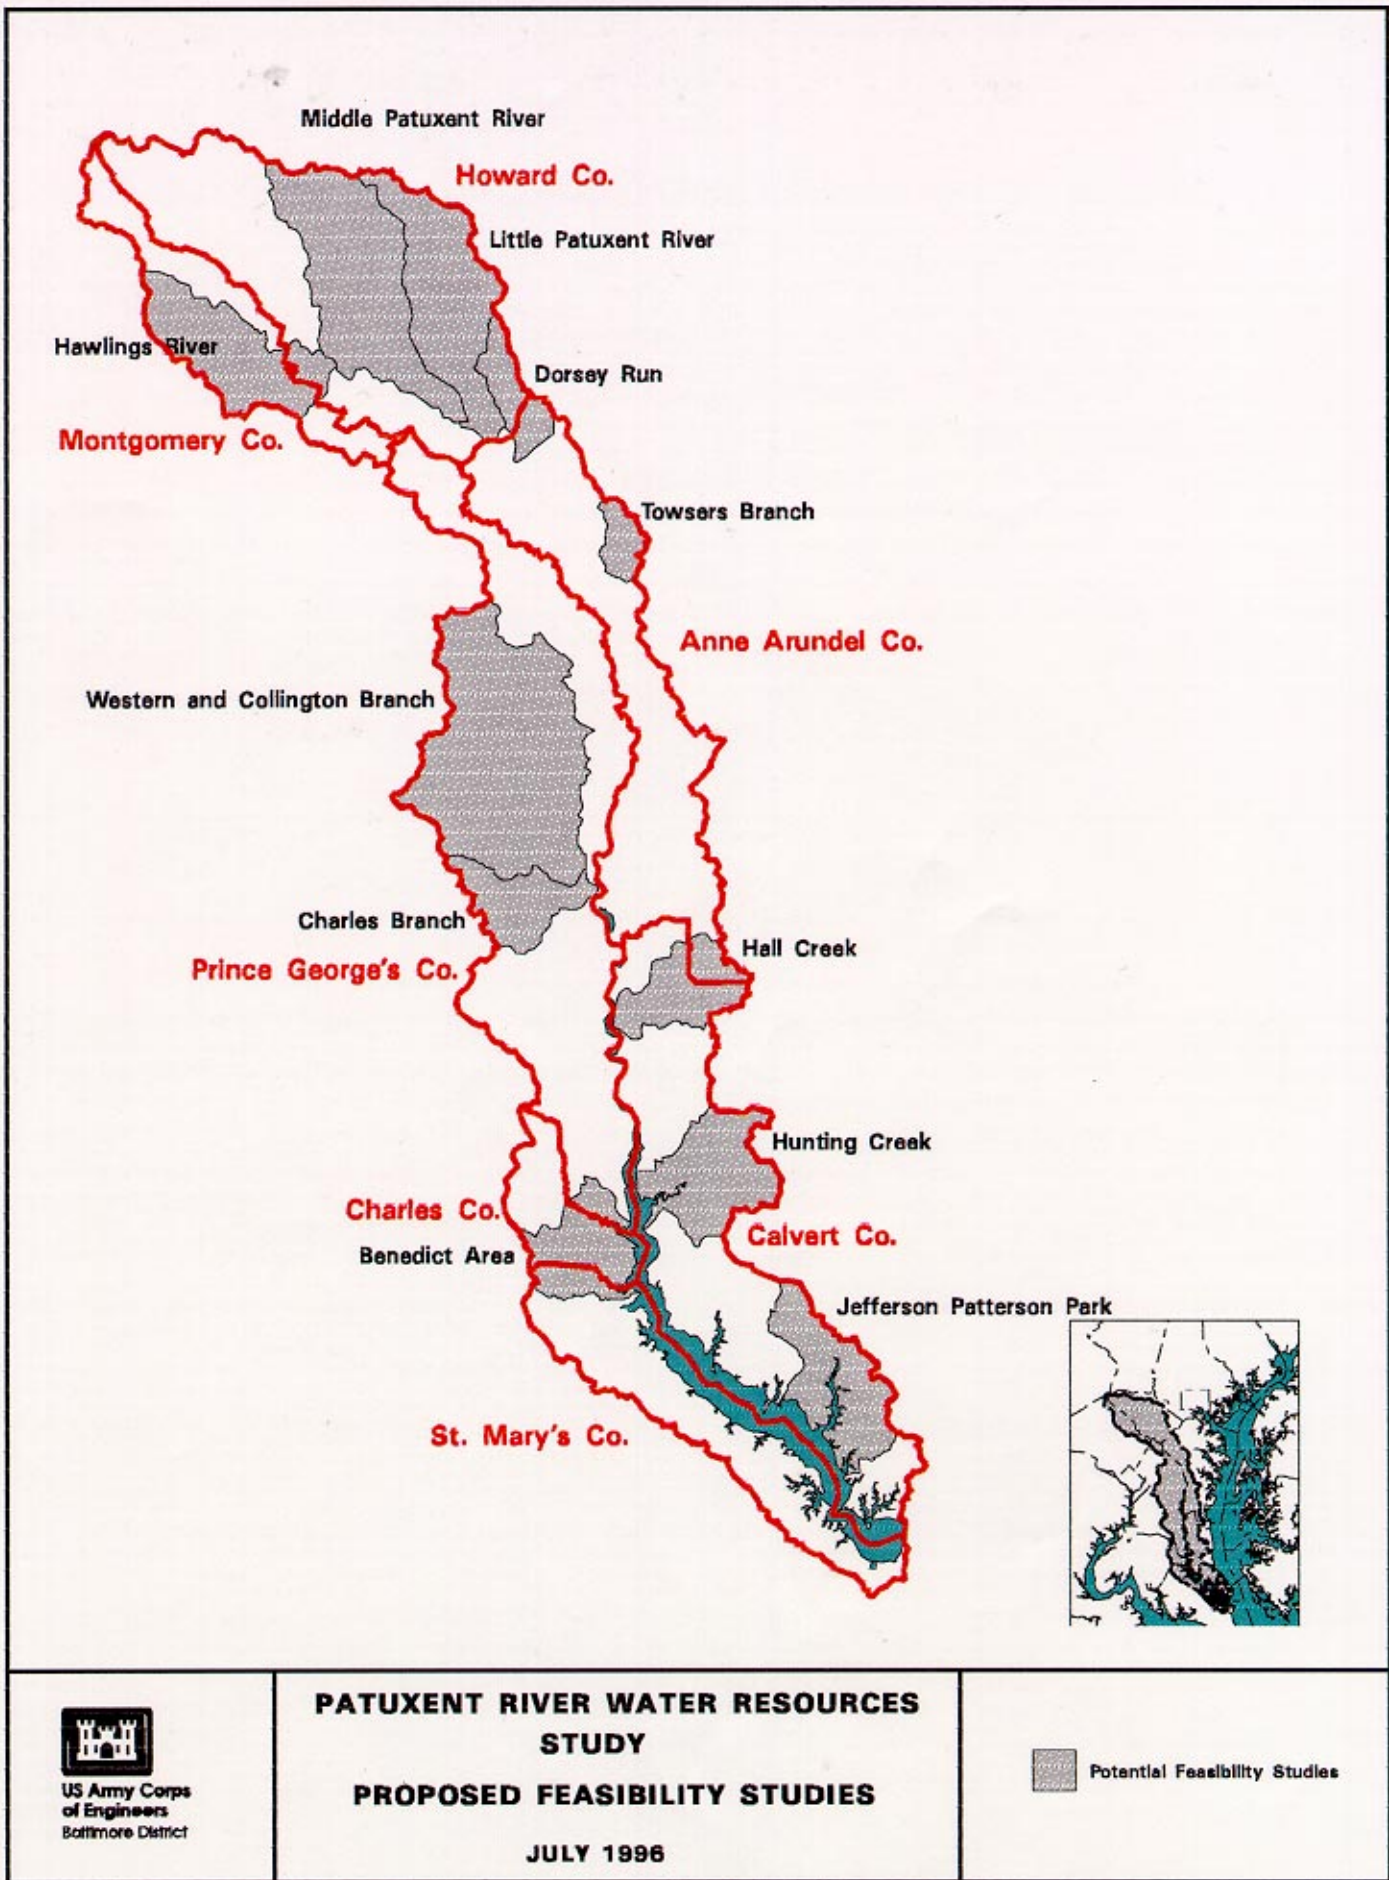 Middle Patuxent River
Howard Co.
Little Patuxent River
Hawlings River
Dorsey Run
Montgomery Co.
Towsers Branch
Anne Arundel Co.
Western and Collington Branch
Charles Branch
Hall Creek
Prince George's Co.
Hunting Creek
Charles Co.
Calvert Co.
Benedict Area
Jefferson Patterson Park
St. Mary's Co.
US Army Corps
of Engineers
Baltimore District
PATUXENT RIVER WATER RESOURCES
STUDY
PROPOSED FEASIBILITY STUDIES
JULY 1996
Potential Feasibility Studies